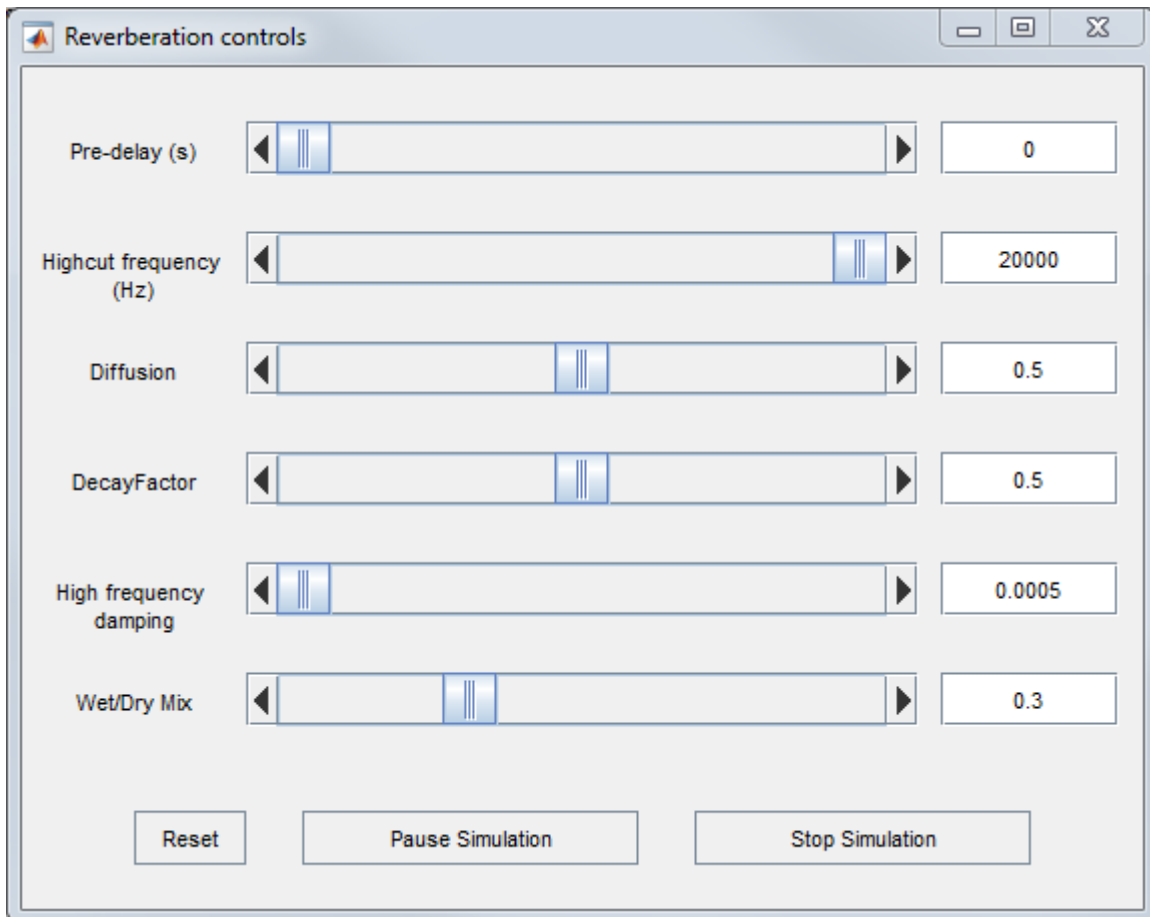 Reverberation controls
Pre-delay (s)
0
Highcut frequency
(Hz)
20000
Diffusion
0.5
DecayFactor
0.5
High frequency
damping
0.0005
Wet/Dry Mix
0.3
Reset
Pause Simulation
Stop Simulation